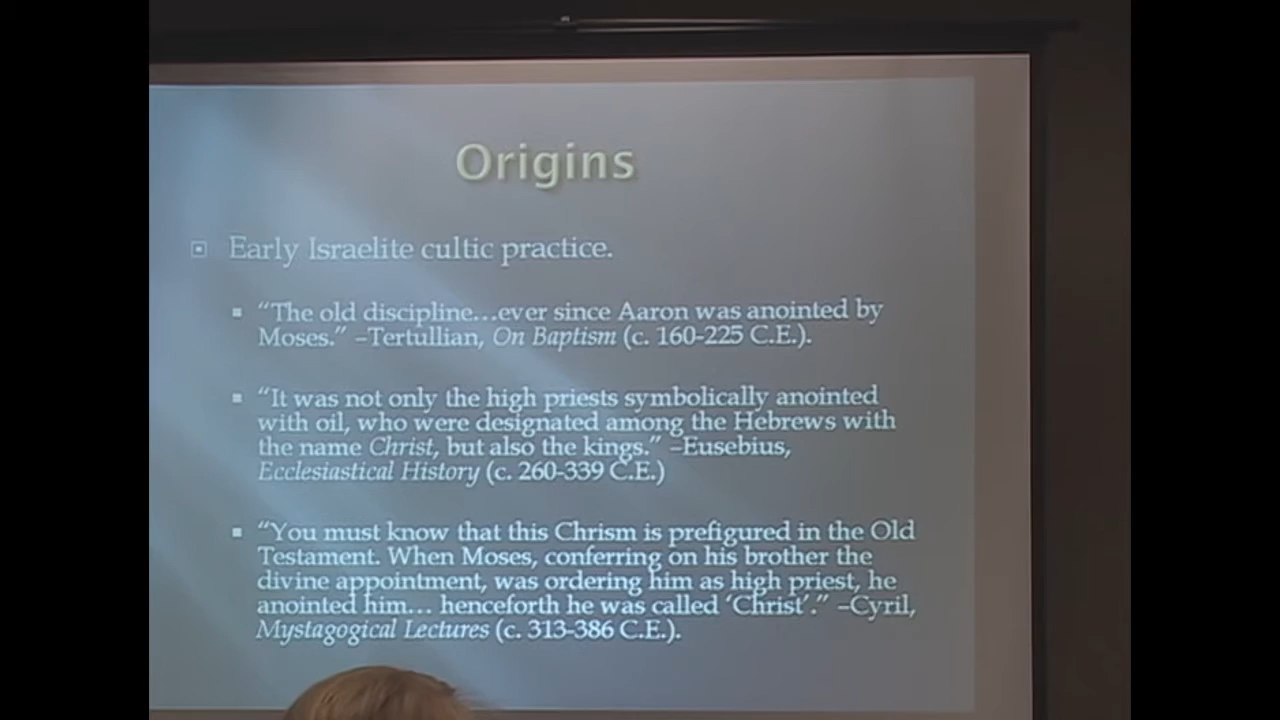 Origins
Early Israelite cultic practice.
“The old discipline…ever since Aaron was anointed by
Moses.” –Tertullian, On Baptism (c. 160-225 C.E.).
“It was not only the high priests symbolically anointed
with oil, who were designated among the Hebrews with
the name Christ, but also the kings.” –Eusebius,
Ecclesiastical History (c. 260-339 C.E.)
“You must know that this Chrism is prefigured in the Old
Testament. When Moses, conferring on his brother the
divine appointment, was ordering him as high priest, he
anointed him… henceforth he was called ‘Christ’.” –Cyril,
Mystagogical Lectures (c. 313-386 C.E.).